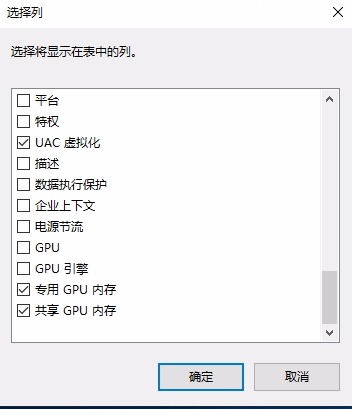 选择列
选择将显示在表中的列。
平台
特权
UAC 虚拟化
描述
数据执行保护
企业上下文
电源节流
GPU
GPU 引擎
专用 GPU 内存
共享 GPU 内存
确定
取消